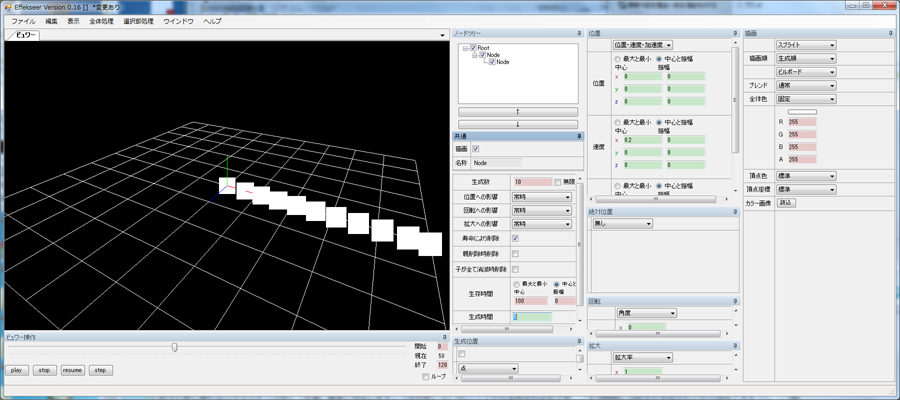 Effekseer Version 0.16 [] *変更あり
ファイル 編集 表示 全体処理 選択部処理 ウインドウ ヘルプ
ビュワー
ビュワー操作
開始 0
現在 50
終了 120
ループ
play stop resume step
ノードツリー
Root
Node
Node
↑
↓
共通
描画
名称 Node
生成数 10 無限
位置への影響 常時
回転への影響 常時
拡大への影響 常時
寿命により削除
親削除時削除
子が全て消滅時削除
生存時間
最大と最小 中心と振幅
中心
100 0
生成時間
生成位置
点
位置
位置・速度・加速度
位置
最大と最小 中心と振幅
中心 振幅
x 0 0
y 0 0
z 0 0
速度
最大と最小 中心と振幅
中心 振幅
x 0.2 0
y 0 0
z 0 0
最大と最小 中心と振幅
絶対位置
無し
回転
角度
x 0
拡大
拡大率
x 1
描画
スプライト
描画順 生成順
ビルボード
ブレンド 通常
全体色 固定
R 255
G 255
B 255
A 255
頂点色 標準
頂点座標 標準
カラー画像 読込